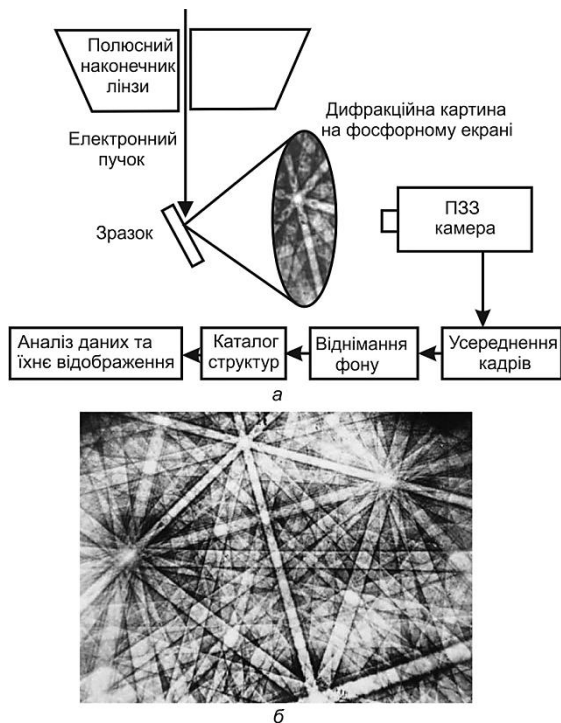 Полюсний
наконечник
лінзи
Дифракційна картина
на фосфорному екрані
Електронний
пучок
ПЗЗ
камера
Зразок
Аналіз даних та
їхнє відображення
Каталог
структур
Віднімання
фону
Усереднення
кадрів
а
б